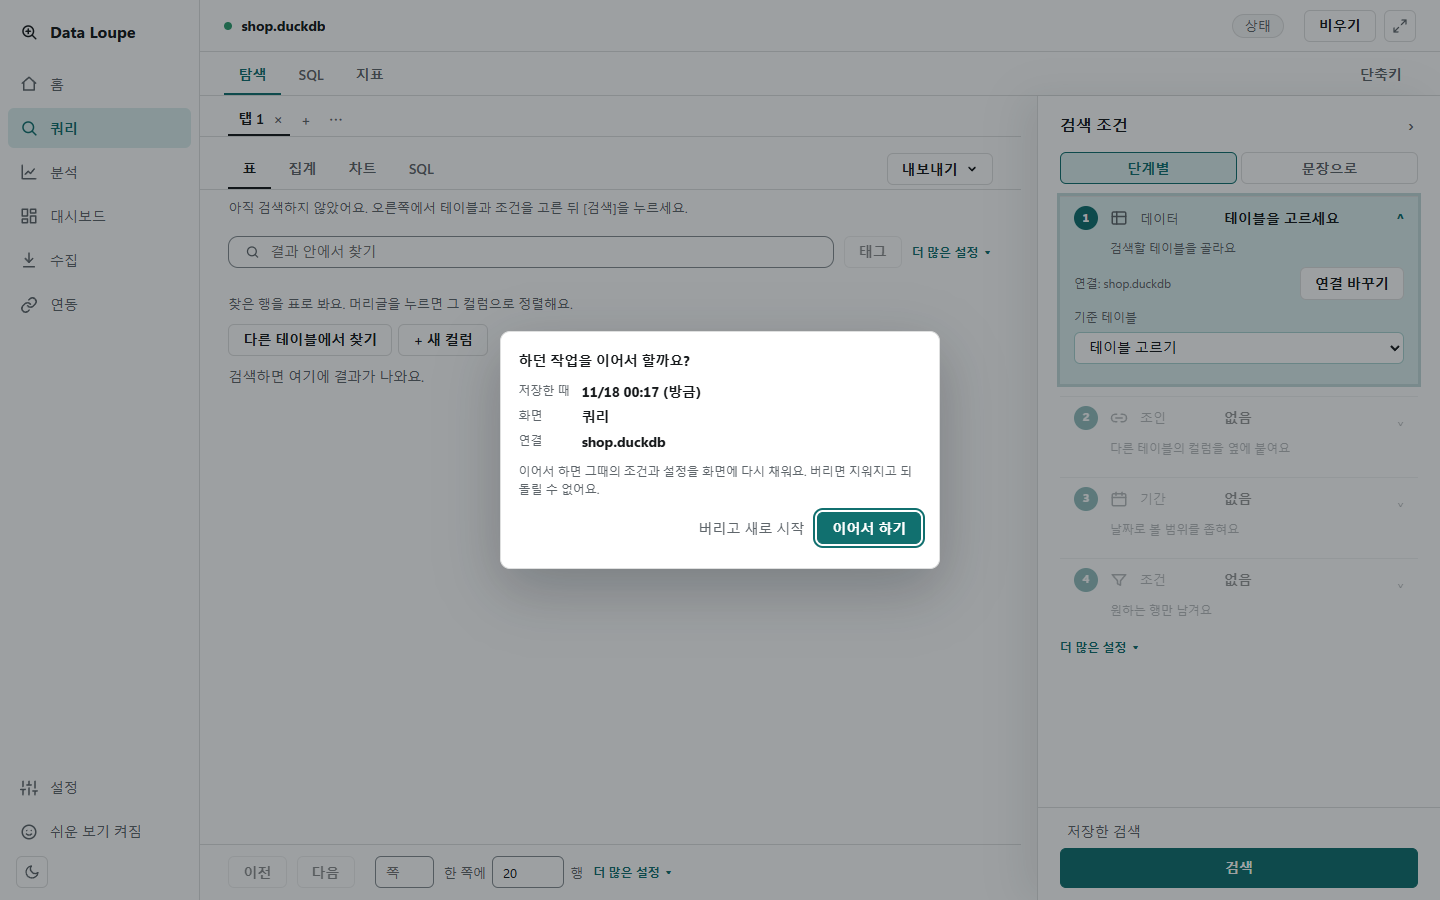 Data Loupe
홈
쿼리
분석
대시보드
수집
연동
설정
쉬운 보기 켜짐
shop.duckdb
상태
비우기
탐색
SQL
지표
단축키
탭 1 ×
+
···
표
집계
차트
SQL
내보내기
아직 검색하지 않았어요. 오른쪽에서 테이블과 조건을 고른 뒤 [검색]을 누르세요.
결과 안에서 찾기
태그
더 많은 설정
찾은 행을 표로 봐요. 머리글을 누르면 그 컬럼으로 정렬해요.
다른 테이블에서 찾기
+ 새 컬럼
검색하면 여기에 결과가 나와요.
하던 작업을 이어서 할까요?
저장한 때 11/18 00:17 (방금)
화면 쿼리
연결 shop.duckdb
이어서 하면 그때의 조건과 설정을 화면에 다시 채워요. 버리면 지워지고 되
돌릴 수 없어요.
버리고 새로 시작
이어서 하기
이전
다음
쪽
한 쪽에 20 행
더 많은 설정
검색 조건
단계별
문장으로
1 데이터 테이블을 고르세요
검색할 테이블을 골라요
연결: shop.duckdb
연결 바꾸기
기준 테이블
테이블 고르기
2 조인 없음
다른 테이블의 컬럼을 옆에 붙여요
3 기간 없음
날짜로 볼 범위를 좁혀요
4 조건 없음
원하는 행만 남겨요
더 많은 설정
저장한 검색
검색